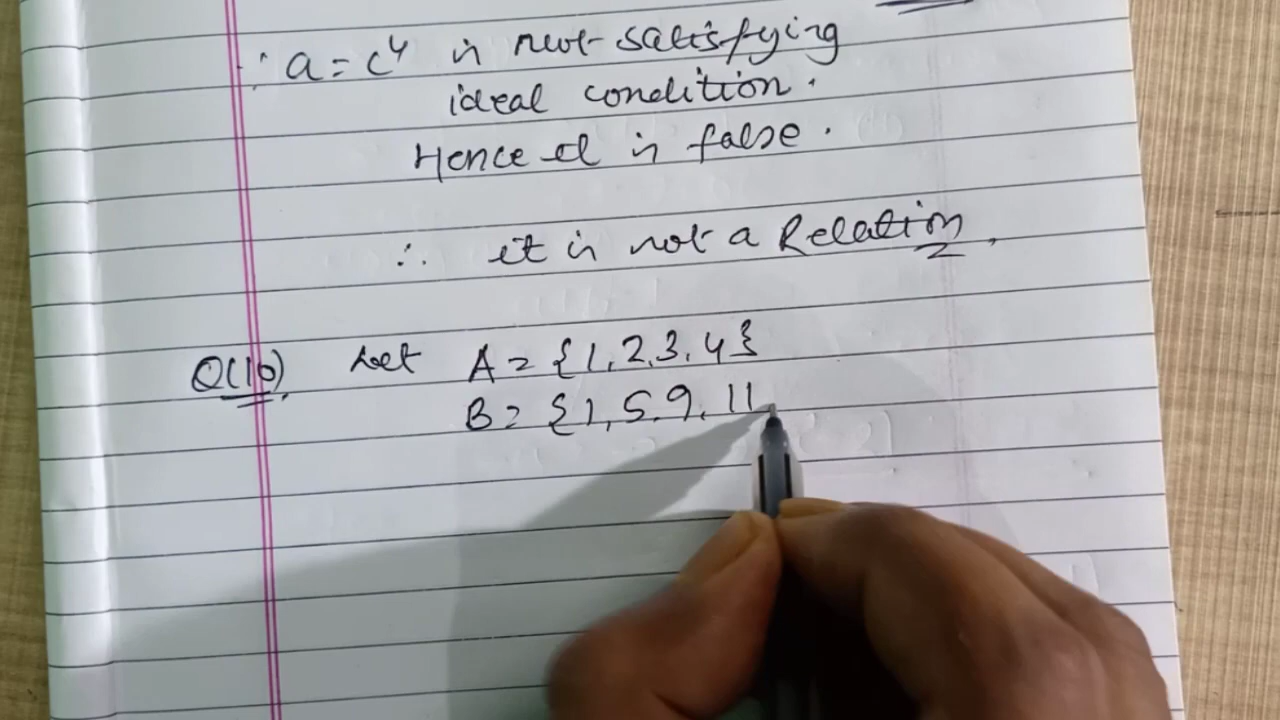 ∴ a = c⁴ is not satisfying
ideal condition.
Hence it is false.
∴ it is not a Relation.
Q(10) Let A = {1, 2, 3, 4}
B = {1, 5, 9, 11,